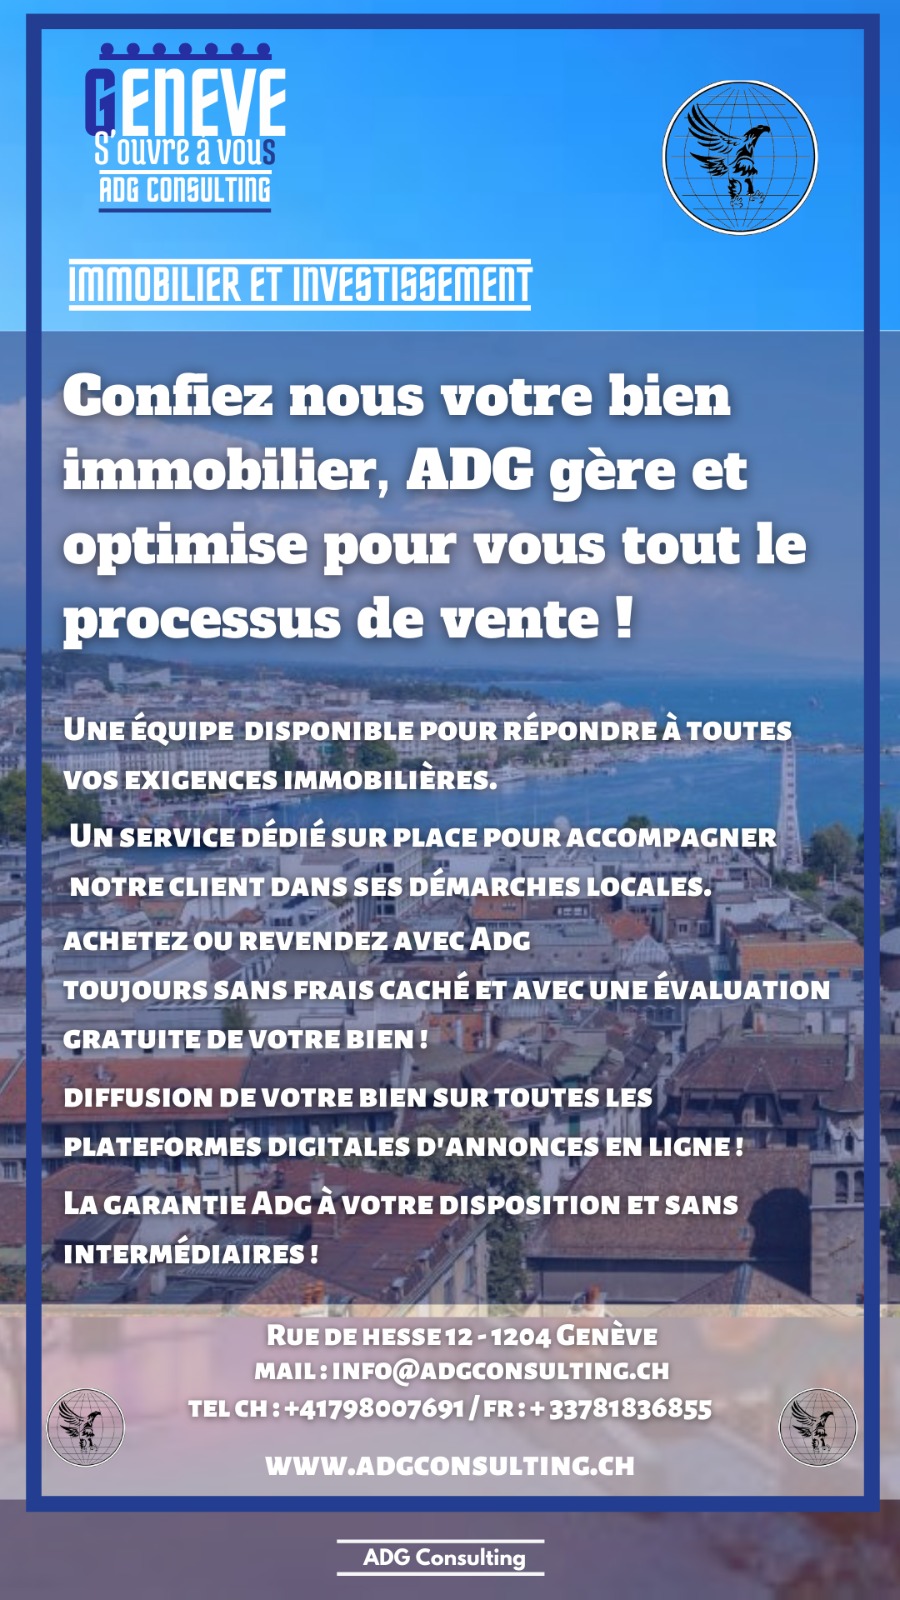 GENEVE
S'ouvre à vous
ADG CONSULTING
IMMOBILIER ET INVESTISSEMENT
Confiez nous votre bien
immobilier, ADG gère et
optimise pour vous tout le
processus de vente !
Une équipe disponible pour répondre à toutes
vos exigences immobilières.
Un service dédié sur place pour accompagner
notre client dans ses démarches locales.
achetez ou revendez avec Adg
toujours sans frais caché et avec une évaluation
gratuite de votre bien !
diffusion de votre bien sur toutes les
plateformes digitales d'annonces en ligne !
La garantie Adg à votre disposition et sans
intermédiaires !
Rue de hesse 12 - 1204 Genève
mail : info@adgconsulting.ch
tel ch : +41798007691 / fr : + 33781836855
www.adgconsulting.ch
ADG Consulting